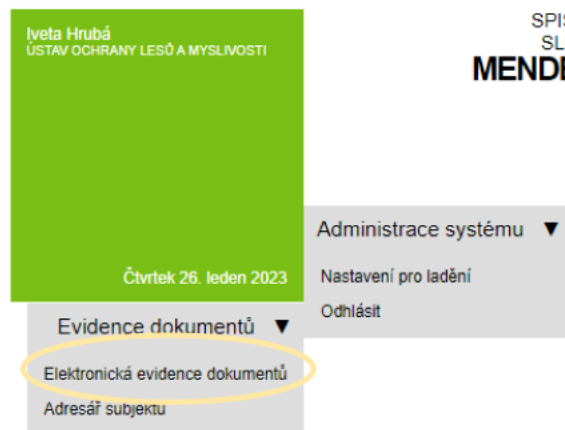 Iveta Hrubá
ÚSTAV OCHRANY LESŮ A MYSLIVOSTI
MENDE
Administrace systému ▼
Čtvrtek 26. leden 2023
Nastavení pro ladění
Odhlásit
Evidence dokumentů ▼
Elektronická evidence dokumentů
Adresář subjektu